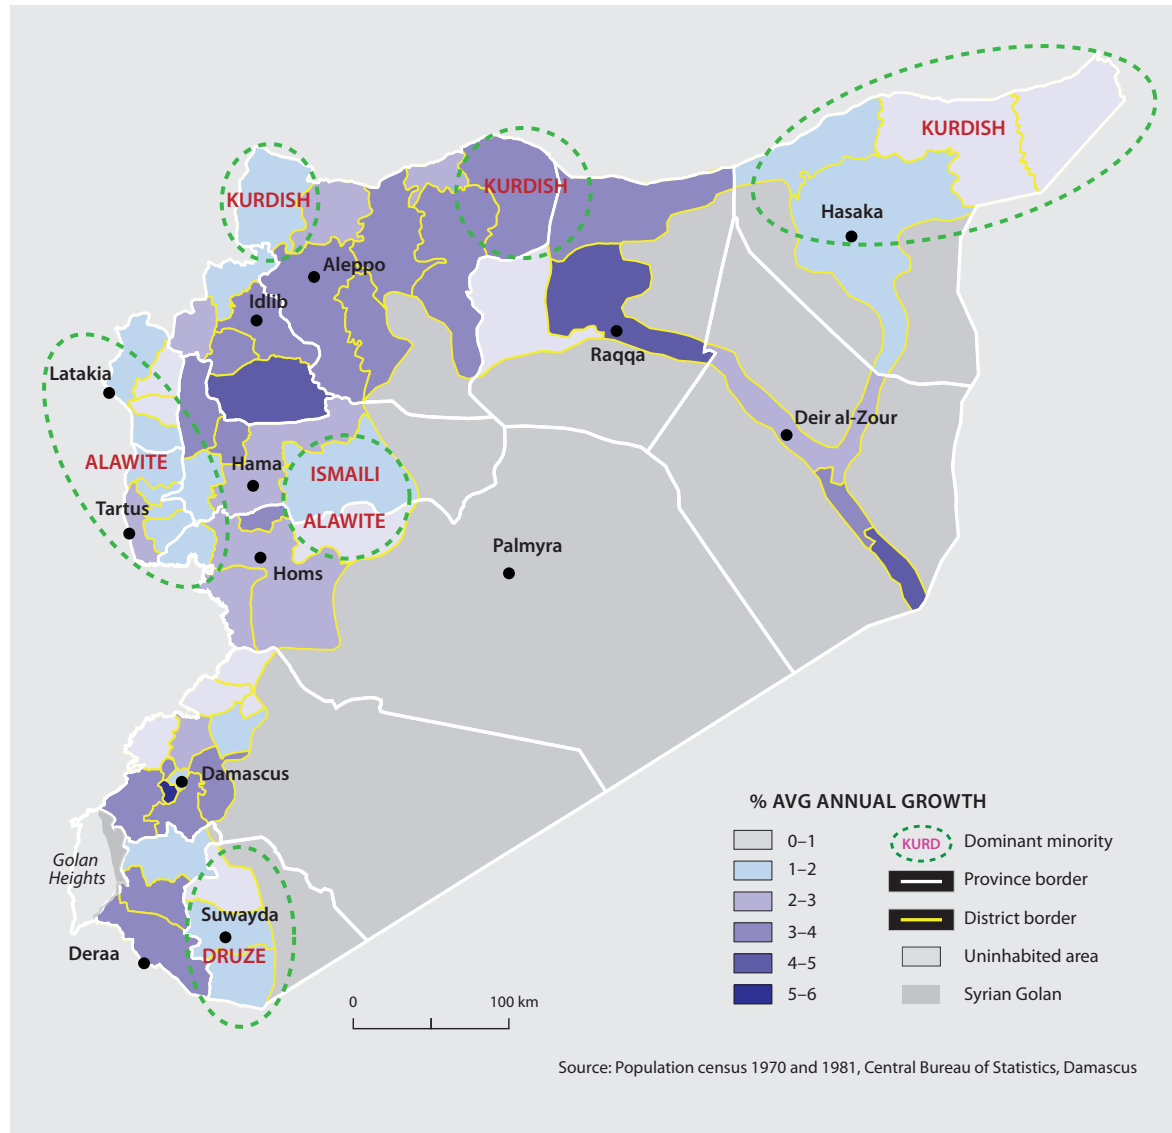 KURDISH
KURDISH
KURDISH
Hasaka
Aleppo
Idlib
Raqqa
Latakia
Deir al-Zour
ALAWITE
Hama
ISMAILI
Tartus
ALAWITE
Palmyra
Homs
Damascus
Golan
Heights
Suwayda
Deraa
DRUZE
0
100 km
% AVG ANNUAL GROWTH
0–1
1–2
2–3
3–4
4–5
5–6
KURD
Dominant minority
Province border
District border
Uninhabited area
Syrian Golan
Source: Population census 1970 and 1981, Central Bureau of Statistics, Damascus